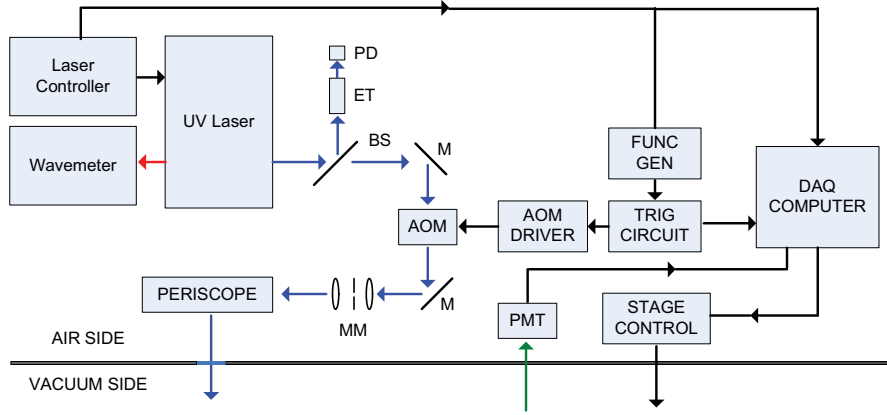 Laser
Controller
Wavemeter
UV Laser
PD
ET
BS
M
AOM
AOM
DRIVER
FUNC
GEN
TRIG
CIRCUIT
DAQ
COMPUTER
PERISCOPE
MM
M
PMT
STAGE
CONTROL
AIR SIDE
VACUUM SIDE